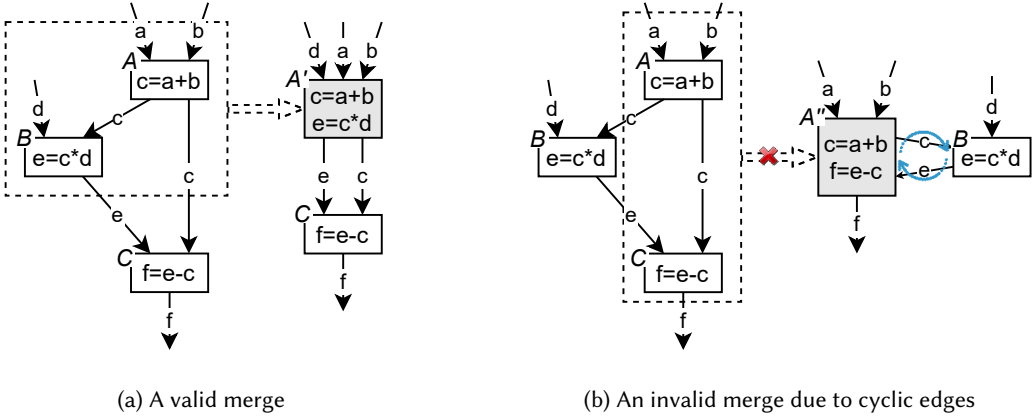 a b
A
c=a+b
d
c
B
e=c*d
c
e
C
f=e-c
f
d a b
A′
c=a+b
e=c*d
e c
C
f=e-c
f
(a) A valid merge
a b
A
c=a+b
d
c
B
e=c*d
c
e
C
f=e-c
f
a b
A″
c=a+b
f=e-c
f
c
e
d
B
e=c*d
(b) An invalid merge due to cyclic edges